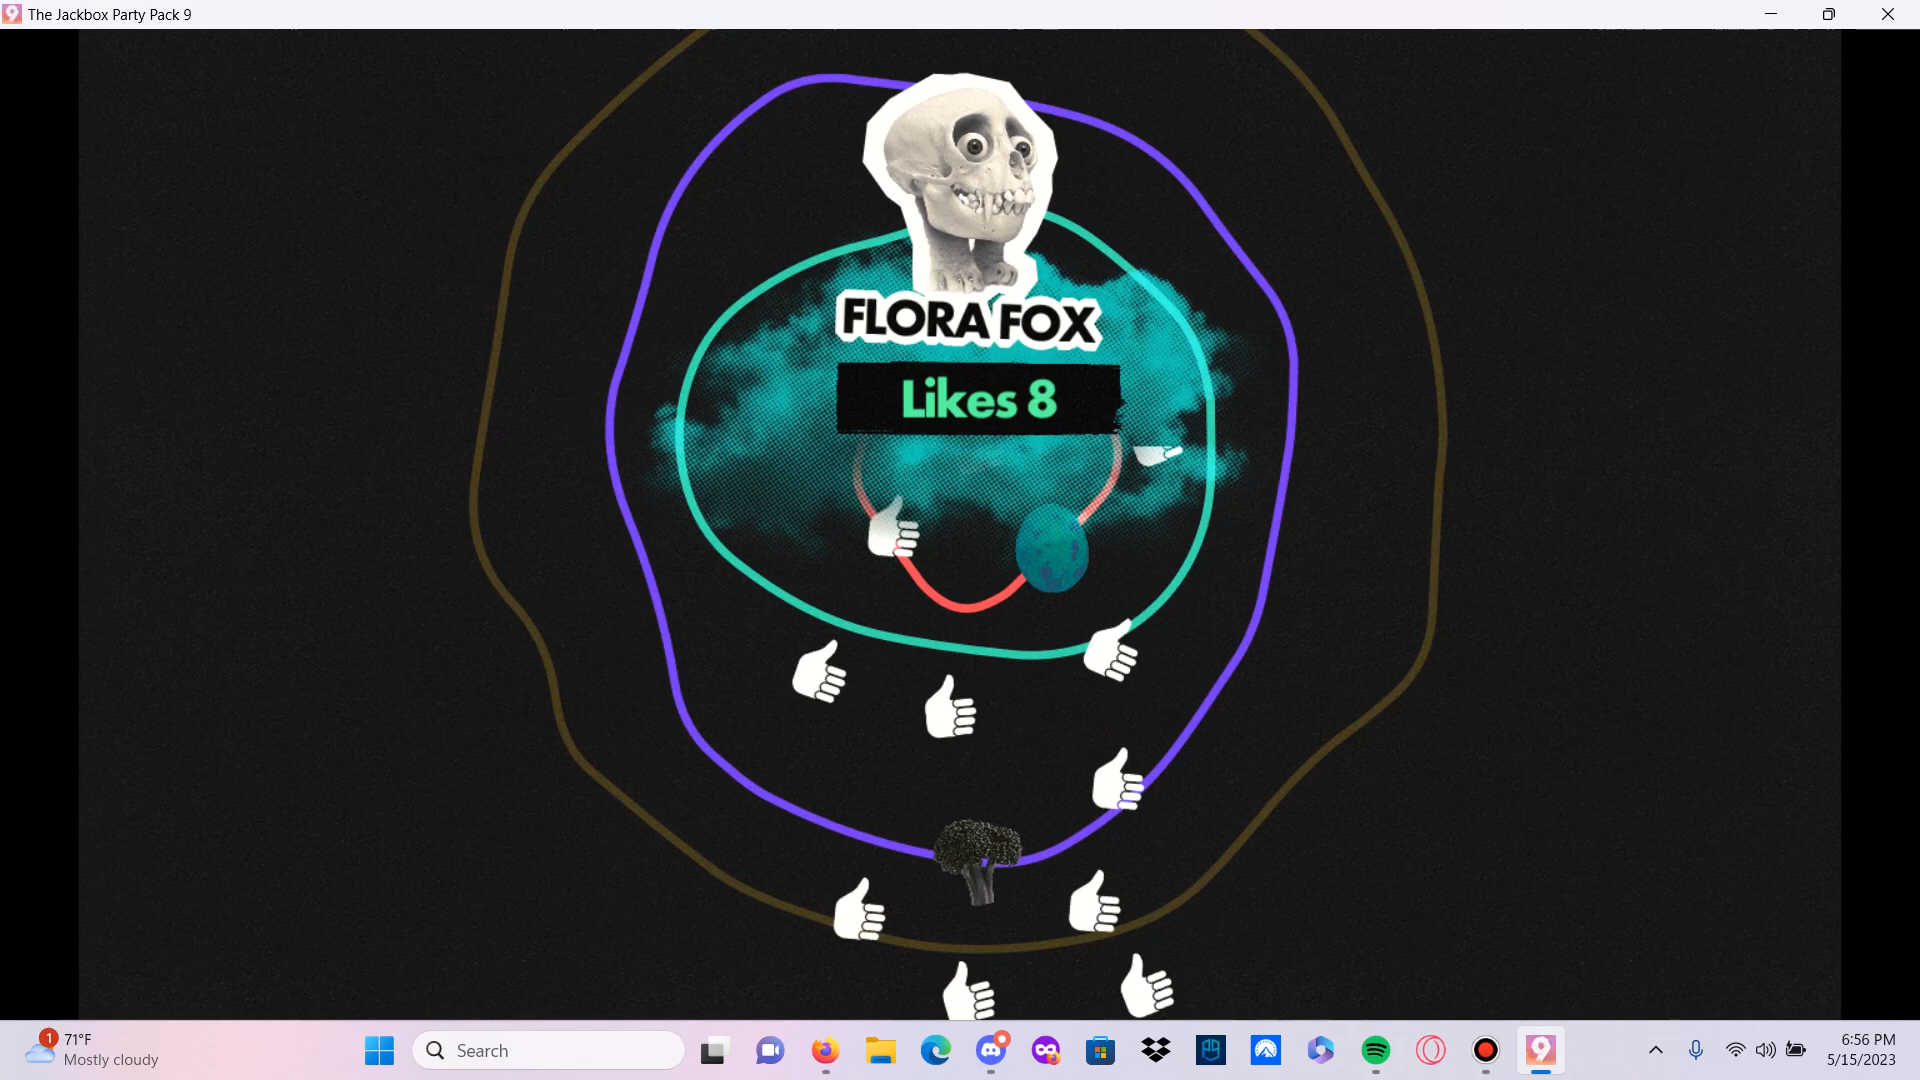 The Jackbox Party Pack 9
FLORA FOX
Likes 8
1
71°F
Mostly cloudy
Search
6:56 PM
5/15/2023